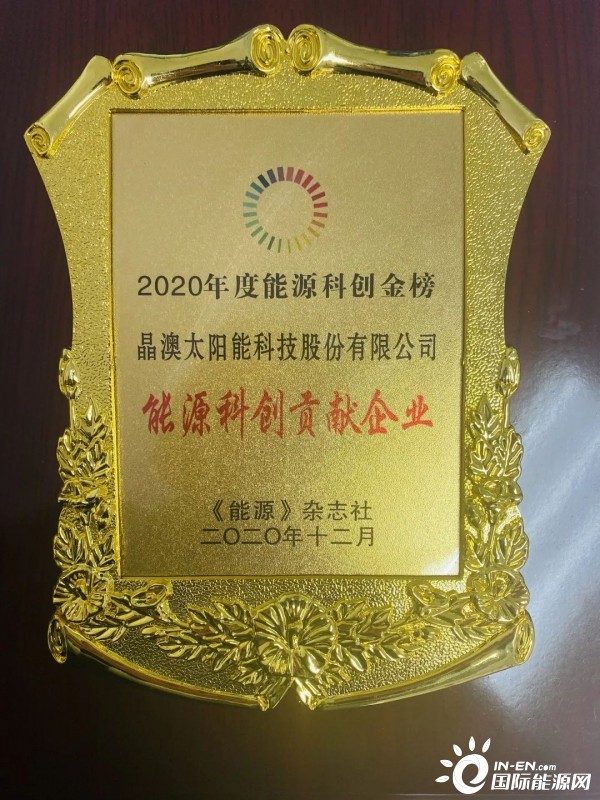 2020年度能源科创金榜
晶澳太阳能科技股份有限公司
能源科创贡献企业
《能源》杂志社
二〇二〇年十二月
IN-EN.com
国际能源网